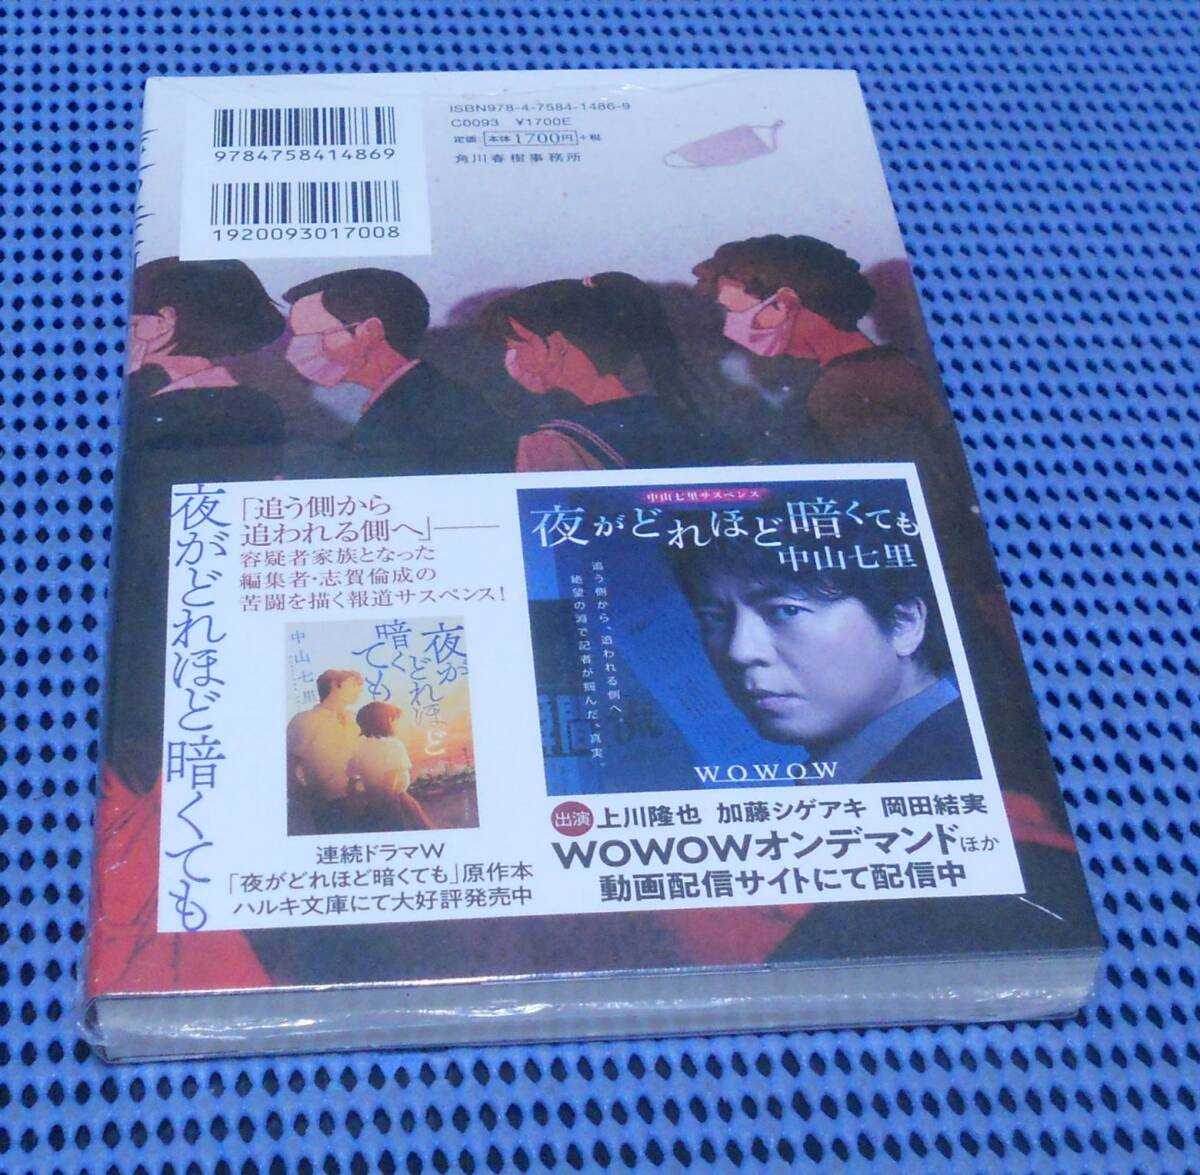 9784758414869
1920093017008
ISBN978-4-7584-1486-9
C0093 ¥1700E
定価：本体1700円＋税
角川春樹事務所
夜がどれほど暗くても
「追う側から
追われる側へ」――
容疑者家族となった
編集者・志賀倫成の
苦闘を描く報道サスペンス！
夜が
どれほど
暗くても
中山七里
連続ドラマW
「夜がどれほど暗くても」原作本
ハルキ文庫にて大好評発売中
中山七里サスペンス
夜がどれほど暗くても
中山七里
追う側から、追われる側へ
絶望の淵で記者が掴んだ、真実。
WOWOW
出演 上川隆也 加藤シゲアキ 岡田結実
WOWOWオンデマンドほか
動画配信サイトにて配信中